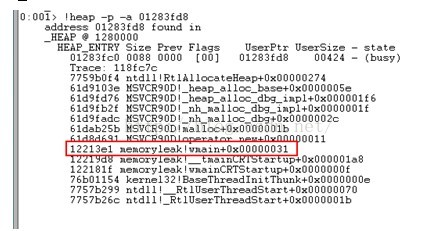 0:001> !heap -p -a 01283fd8
address 01283fd8 found in
_HEAP @ 1280000
HEAP_ENTRY Size Prev Flags UserPtr UserSize - state
01283fc0 0088 0000 [00] 01283fd8 00424 - (busy)
Trace: 118fc7c
7759b0f4 ntdll!RtlAllocateHeap+0x00000274
61d9103e MSVCR90D!_heap_alloc_base+0x0000005e
61d9fd76 MSVCR90D!_heap_alloc_dbg_impl+0x000001f6
61d9fb2f MSVCR90D!_nh_malloc_dbg_impl+0x0000001f
61d9fadc MSVCR90D!_nh_malloc_dbg+0x0000002c
61dab25b MSVCR90D!malloc+0x0000001b
61d8d691 MSVCR90D!operator new+0x00000011
12213e1 memoryleak!wmain+0x00000031
12219d8 memoryleak!__tmainCRTStartup+0x000001a8
122181f memoryleak!wmainCRTStartup+0x0000000f
76b01154 kernel32!BaseThreadInitThunk+0x0000000e
7757b299 ntdll!__RtlUserThreadStart+0x00000070
7757b26c ntdll!_RtlUserThreadStart+0x0000001b